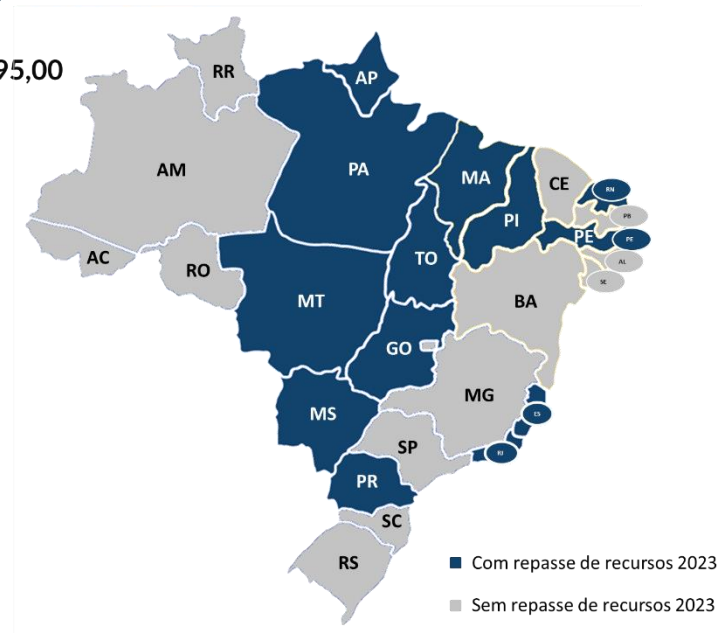 95,00
RR
AP
AM
PA
MA
CE
RN
PB
PI
PE
PE
AC
TO
AL
RO
SE
MT
BA
GO
MG
MS
ES
SP
RJ
PR
SC
RS
Com repasse de recursos 2023
Sem repasse de recursos 2023